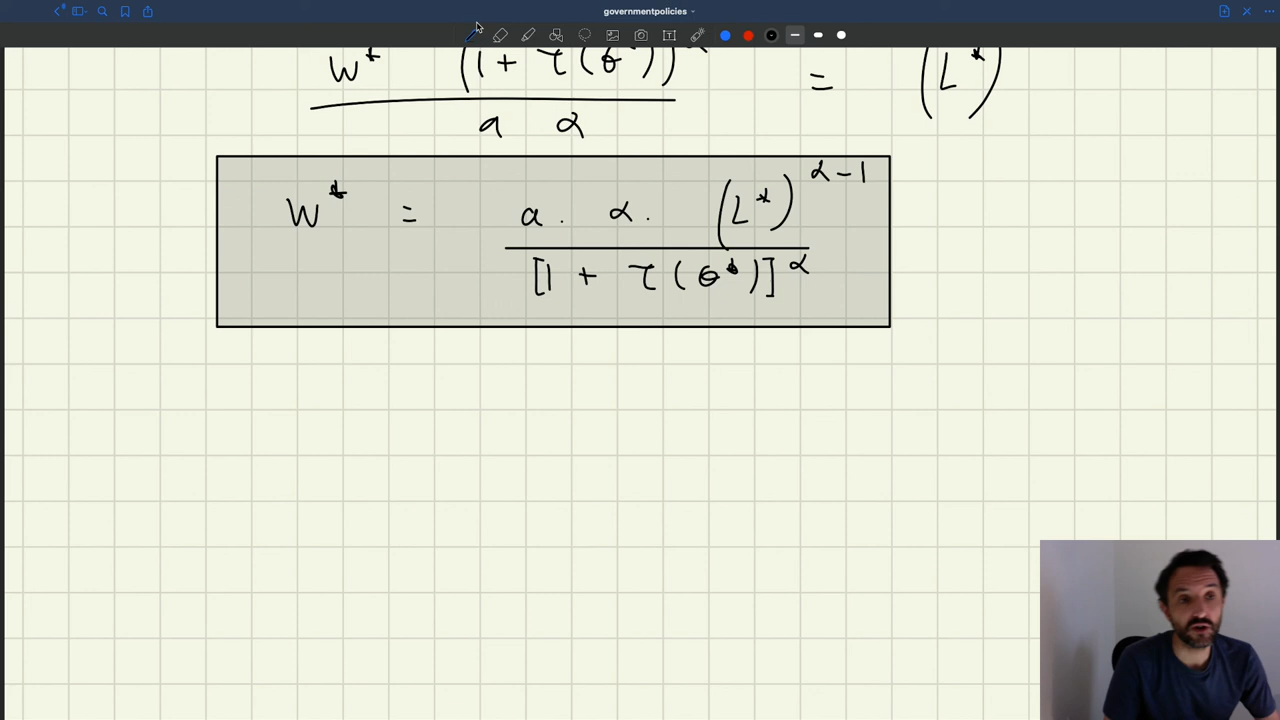 governmentpolicies
W* (1 + τ(θ*))^α
= (L*)
a α
W* = a . α . (L*)^α-1
[1 + τ(θ*)]^α